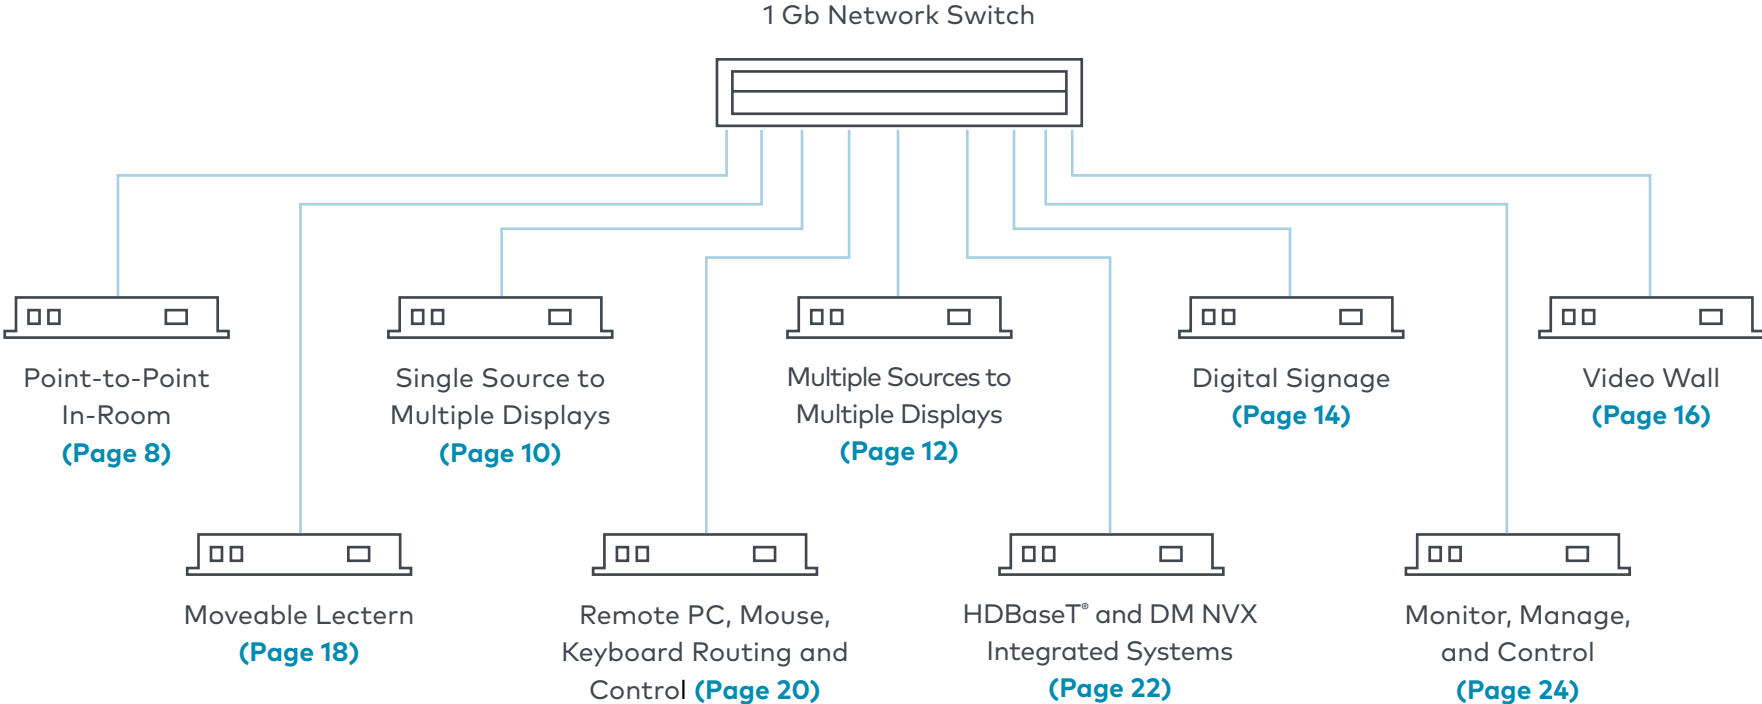 1 Gb Network Switch
Point-to-Point
In-Room
(Page 8)
Single Source to
Multiple Displays
(Page 10)
Multiple Sources to
Multiple Displays
(Page 12)
Digital Signage
(Page 14)
Video Wall
(Page 16)
Moveable Lectern
(Page 18)
Remote PC, Mouse,
Keyboard Routing and
Control (Page 20)
HDBaseT® and DM NVX
Integrated Systems
(Page 22)
Monitor, Manage,
and Control
(Page 24)